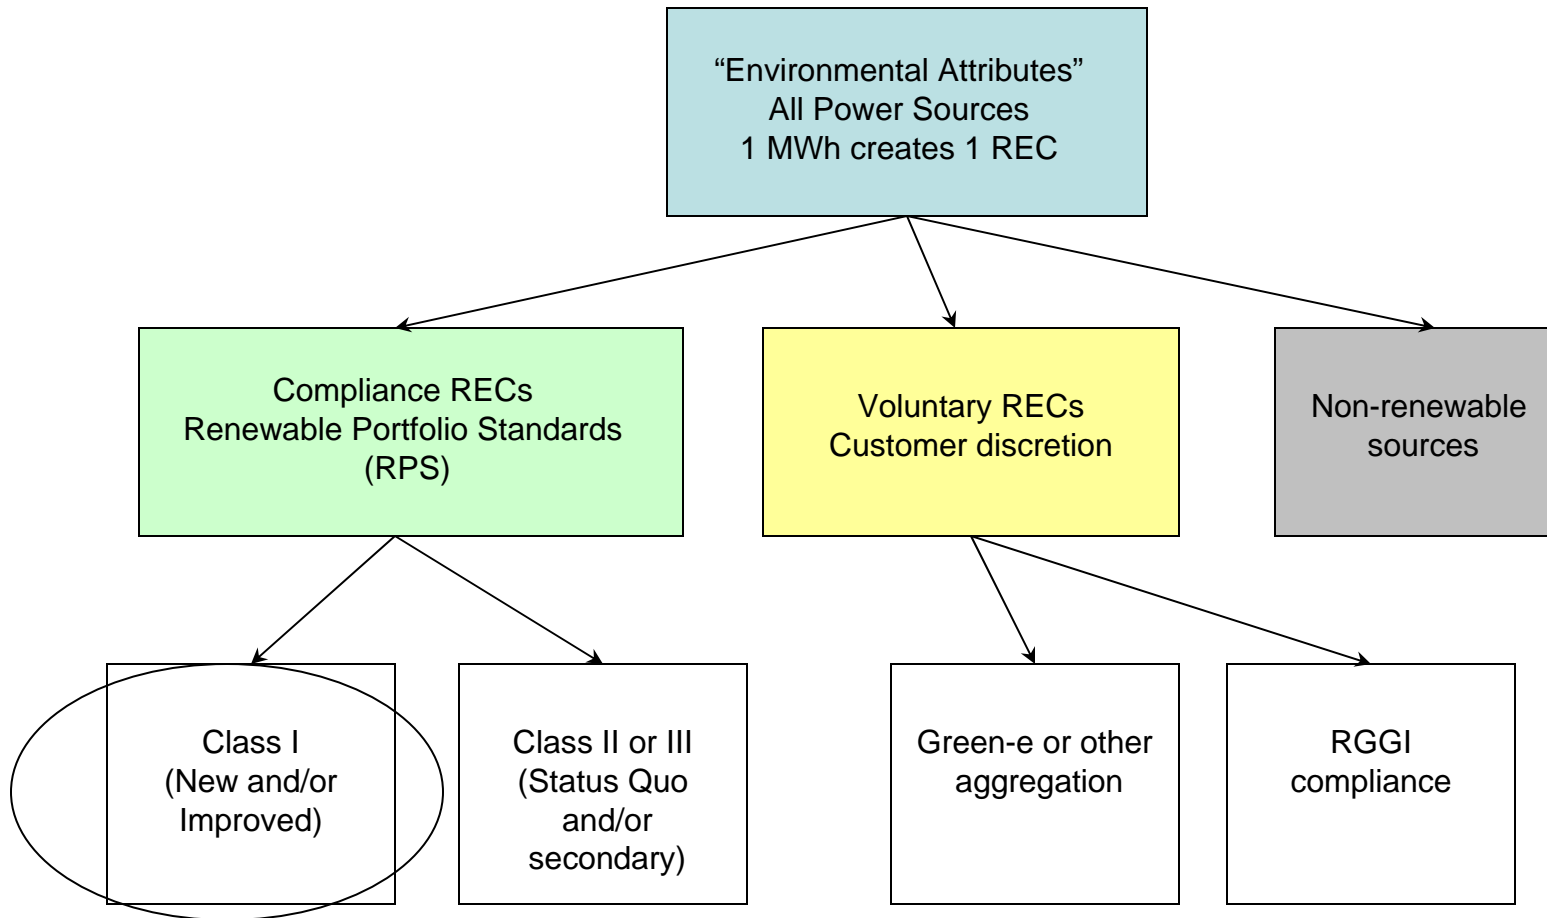 “Environmental Attributes”
All Power Sources
1 MWh creates 1 REC
Compliance RECs
Renewable Portfolio Standards
(RPS)
Voluntary RECs
Customer discretion
Non-renewable
sources
Class I
(New and/or
Improved)
Class II or III
(Status Quo
and/or
secondary)
Green-e or other
aggregation
RGGI
compliance